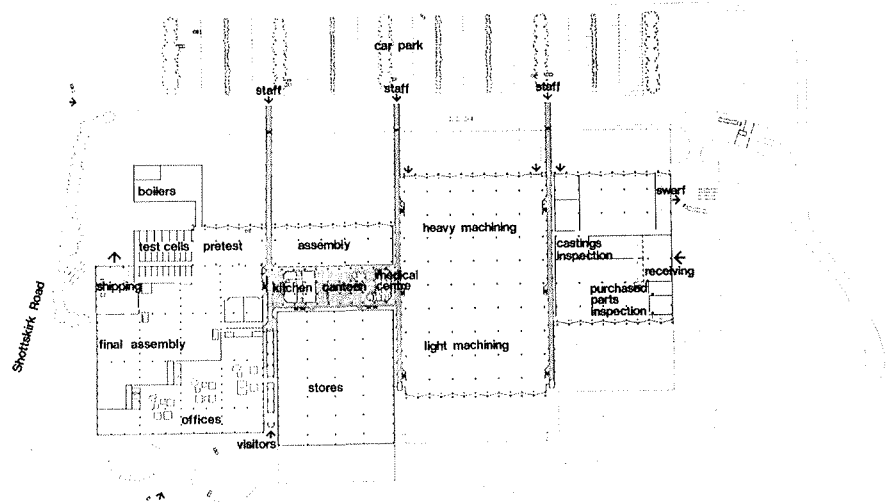 car park
staff
staff
staff
boilers
swarf
heavy machining
test cells
pretest
assembly
castings
inspection
receiving
medical
centre
kitchen
canteen
shipping
purchased
parts
inspection
Shottskirk Road
final assembly
light machining
stores
offices
visitors